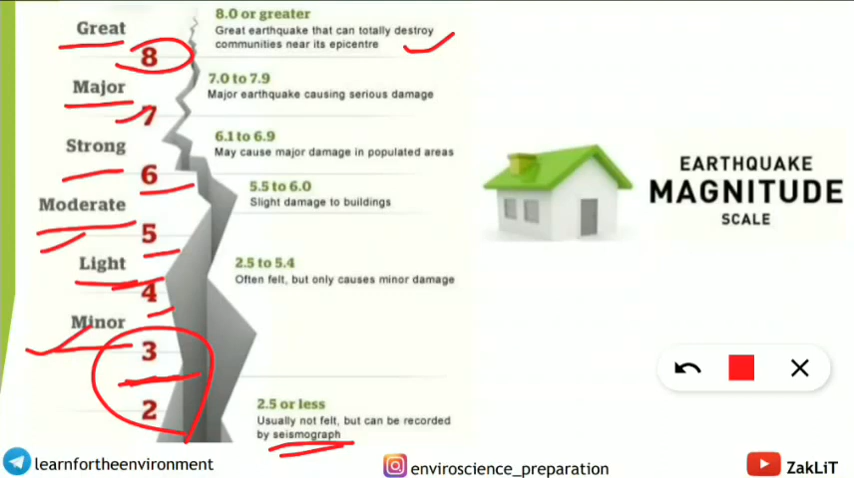 Great
8.0 or greater
Great earthquake that can totally destroy
communities near its epicentre
8
Major
7.0 to 7.9
Major earthquake causing serious damage
7
Strong
6.1 to 6.9
May cause major damage in populated areas
6
5.5 to 6.0
Slight damage to buildings
Moderate
5
Light
2.5 to 5.4
Often felt, but only causes minor damage
4
Minor
3
2
2.5 or less
Usually not felt, but can be recorded
by seismograph
EARTHQUAKE
MAGNITUDE
SCALE
learnfortheenvironment
enviroscience_preparation
ZakLiT